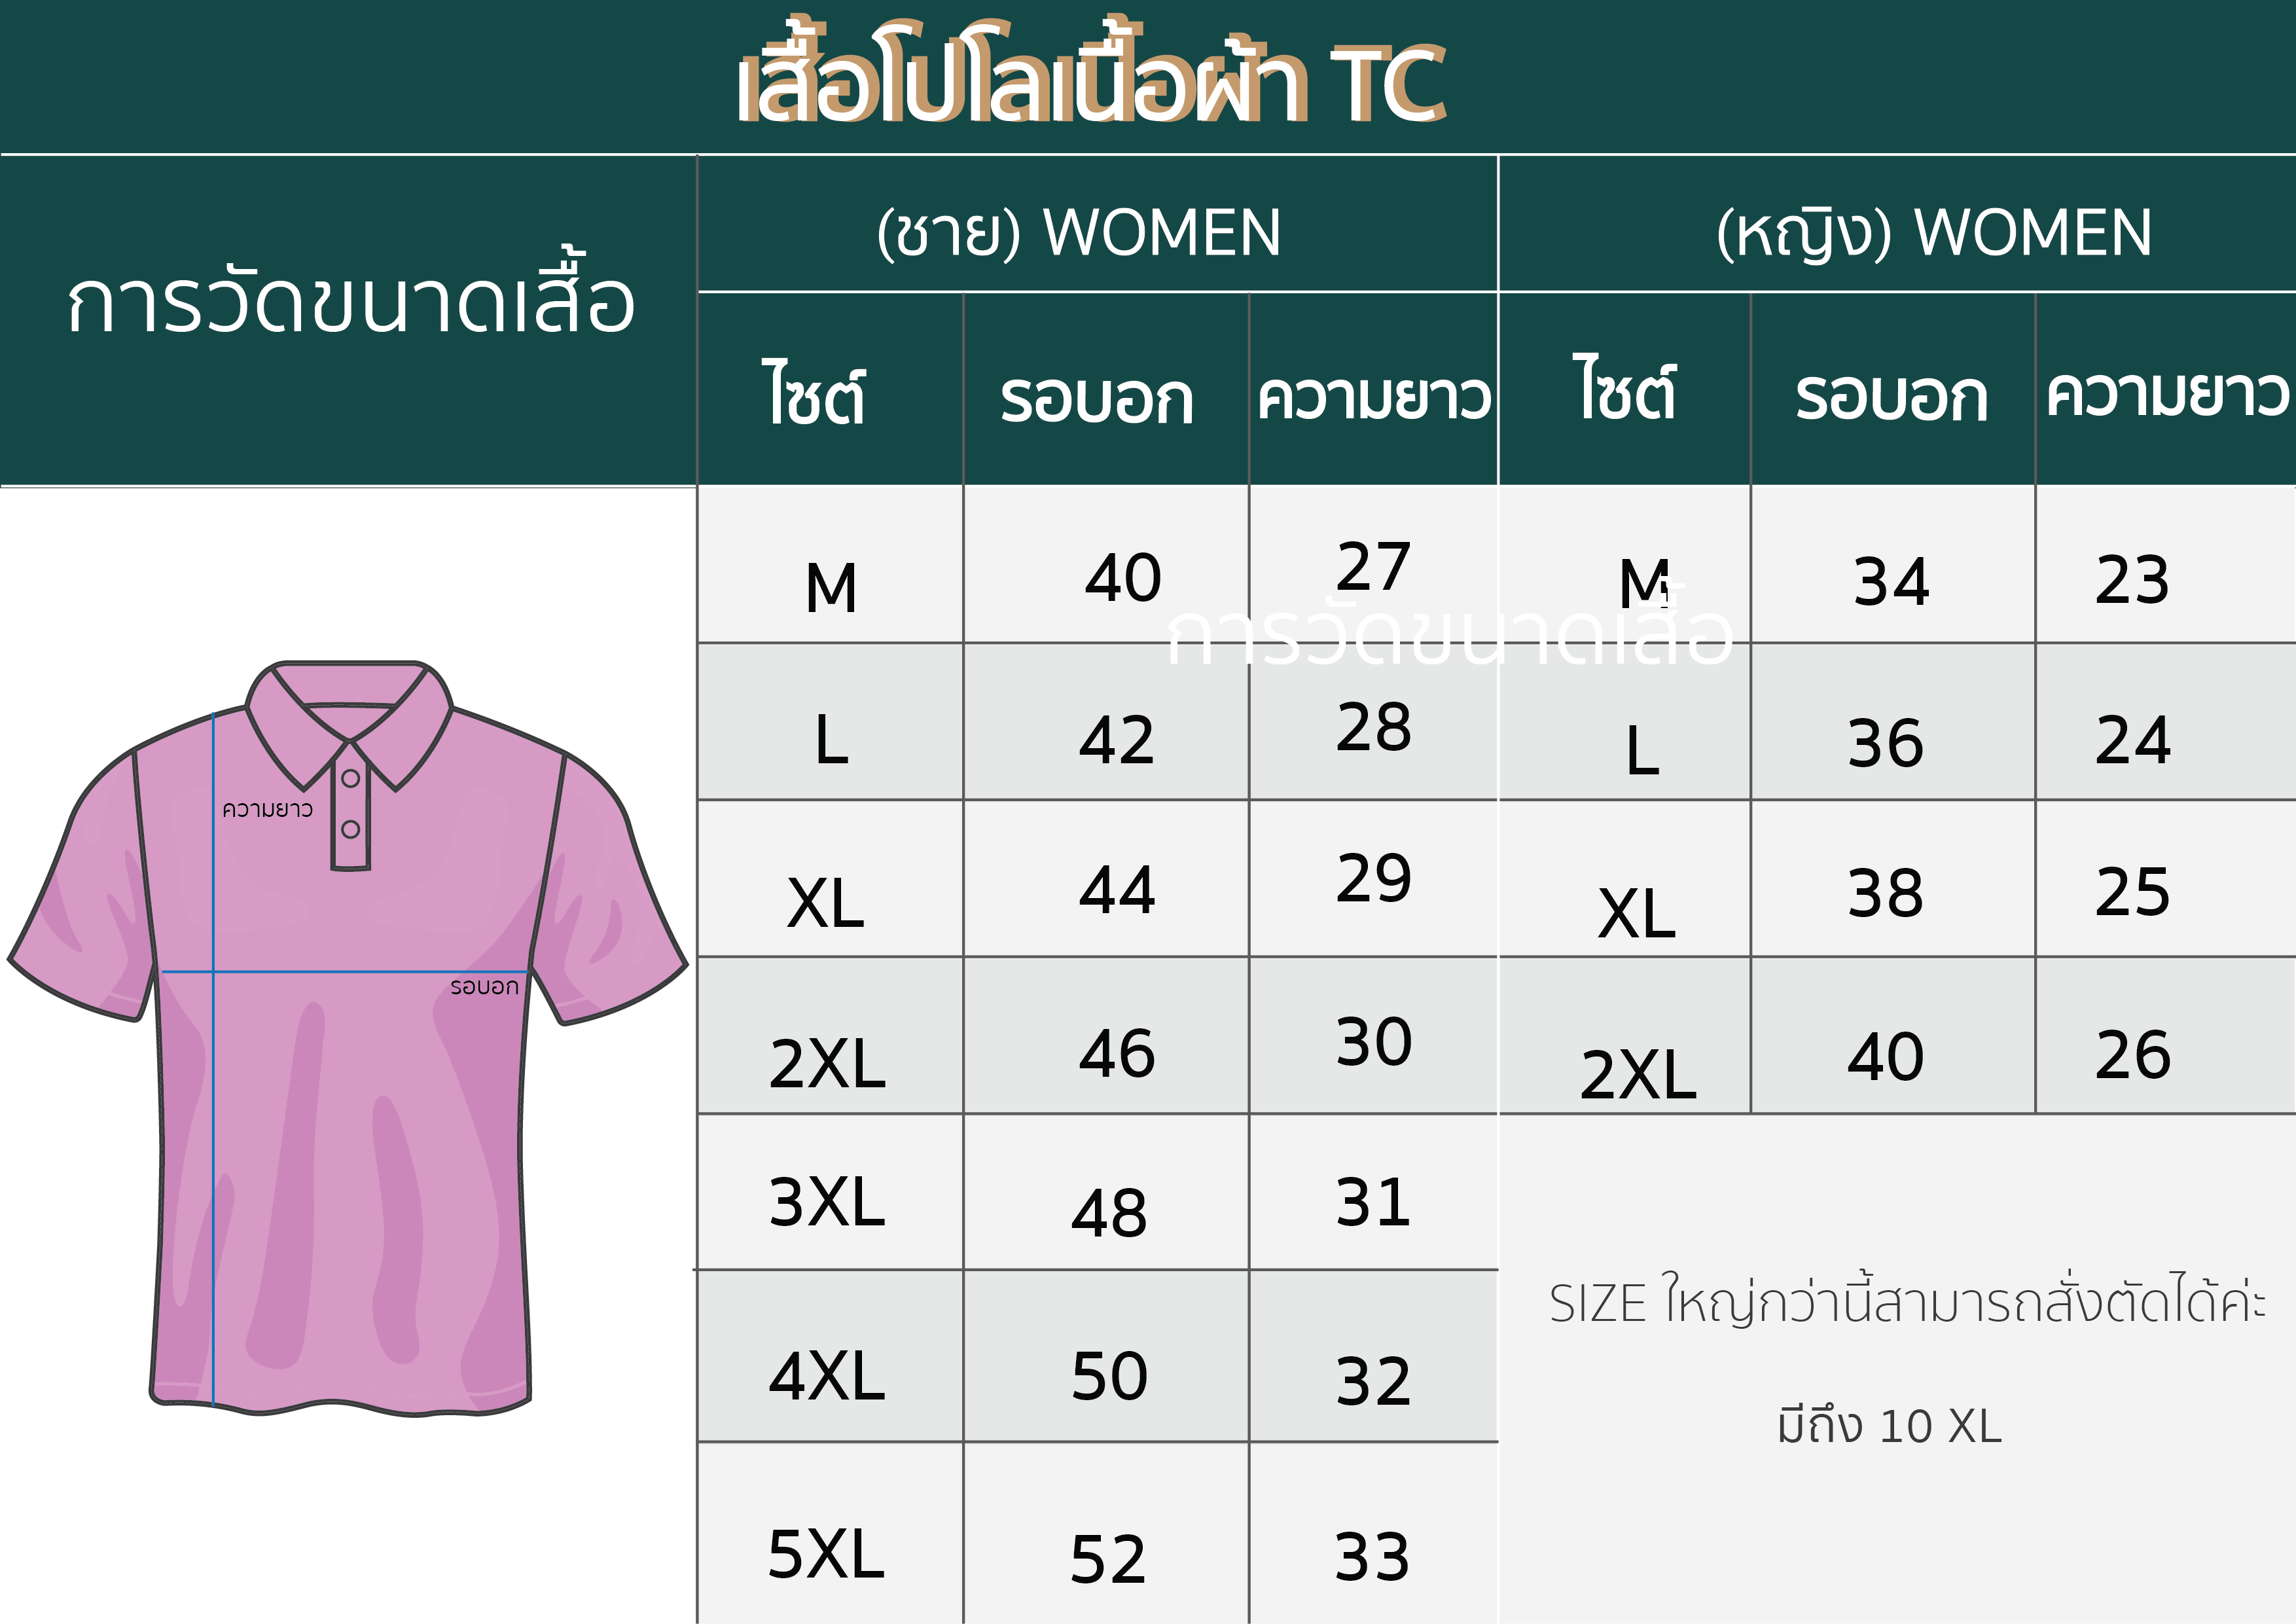 เสื้อโปโลเนื้อผ้า TC
การวัดขนาดเสื้อ
(ชาย) WOMEN
(หญิง) WOMEN
ไซต์ รอบอก ความยาว ไซต์ รอบอก ความยาว
M 40 27 M 34 23
การวัดขนาดเสื้อ
L 42 28 L 36 24
XL 44 29 XL 38 25
2XL 46 30 2XL 40 26
3XL 48 31
4XL 50 32
5XL 52 33
ความยาว
รอบอก
SIZE ใหญ่กว่านี้สามารถสั่งตัดได้ค่ะ
มีถึง 10 XL